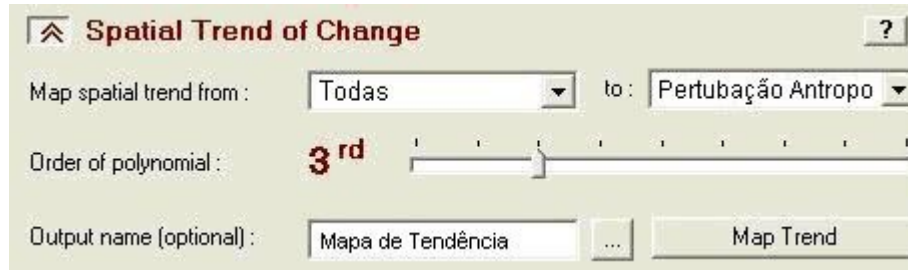 Spatial Trend of Change ?
Map spatial trend from : Todas to : Pertubação Antropo
Order of polynomial : 3 rd
Output name (optional) : Mapa de Tendência ... Map Trend